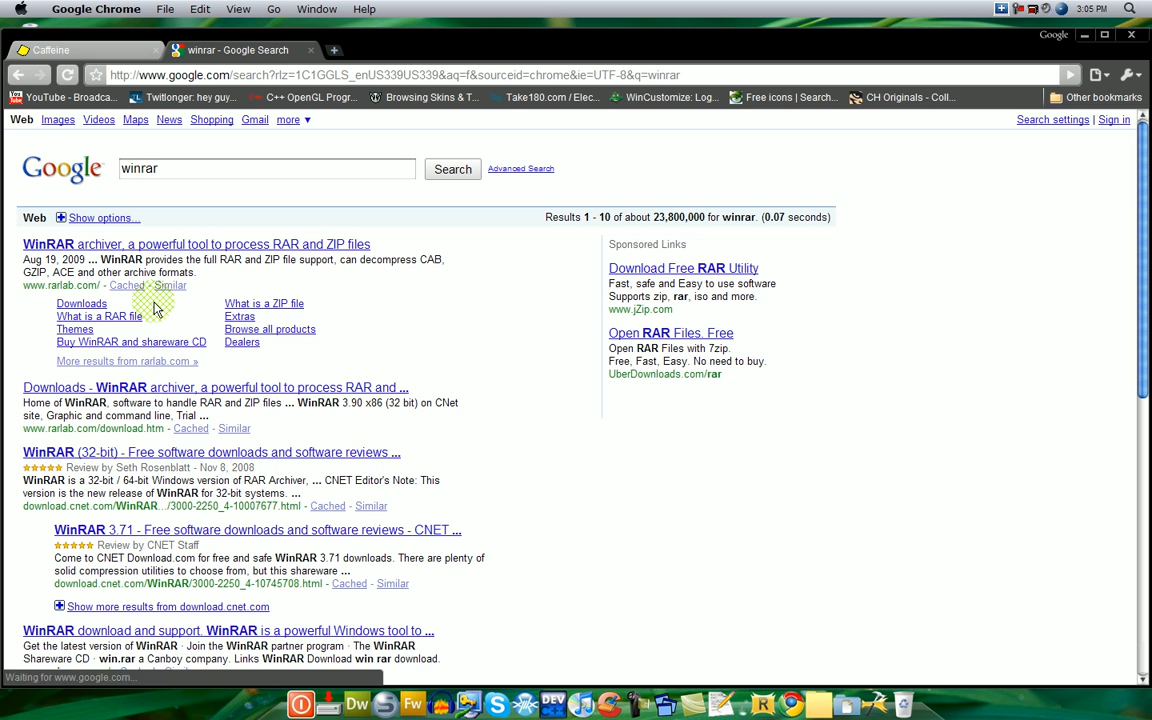 Google Chrome File Edit View Go Window Help 3:05 PM
Google
Caffeine winrar - Google Search
http://www.google.com/search?rlz=1C1GGLS_enUS339US339&aq=f&sourceid=chrome&ie=UTF-8&q=winrar
YouTube - Broadca... Twitlonger: hey guy... C++ OpenGL Progr... Browsing Skins & T... Take180.com / Elec... WinCustomize: Log... Free icons | Search... CH Originals - Coll... Other bookmarks
Web Images Videos Maps News Shopping Gmail more ▼ Search settings | Sign in
Google winrar Search Advanced Search
Web Show options... Results 1 - 10 of about 23,800,000 for winrar. (0.07 seconds)
WinRAR archiver, a powerful tool to process RAR and ZIP files
Aug 19, 2009 ... WinRAR provides the full RAR and ZIP file support, can decompress CAB,
GZIP, ACE and other archive formats.
www.rarlab.com/ - Cached - Similar
Downloads What is a ZIP file
What is a RAR file Extras
Themes Browse all products
Buy WinRAR and shareware CD Dealers
More results from rarlab.com »
Downloads - WinRAR archiver, a powerful tool to process RAR and ...
Home of WinRAR, software to handle RAR and ZIP files ... WinRAR 3.90 x86 (32 bit) on CNet
site, Graphic and command line, Trial ...
www.rarlab.com/download.htm - Cached - Similar
WinRAR (32-bit) - Free software downloads and software reviews ...
Review by Seth Rosenblatt - Nov 8, 2008
WinRAR is a 32-bit / 64-bit Windows version of RAR Archiver, ... CNET Editor's Note: This
version is the new release of WinRAR for 32-bit systems. ...
download.cnet.com/WinRAR.../3000-2250_4-10007677.html - Cached - Similar
WinRAR 3.71 - Free software downloads and software reviews - CNET ...
Review by CNET Staff
Come to CNET Download.com for free and safe WinRAR 3.71 downloads. There are plenty of
solid compression utilities to choose from, but this shareware ...
download.cnet.com/WinRAR/3000-2250_4-10745708.html - Cached - Similar
Show more results from download.cnet.com
WinRAR download and support. WinRAR is a powerful Windows tool to ...
Get the latest version of WinRAR · Join the WinRAR partner program · The WinRAR
Shareware CD · win.rar a Canboy company. Links WinRAR Download win rar download.
Sponsored Links
Download Free RAR Utility
Fast, safe and easy to use software
Supports zip, rar, iso and more.
www.jZip.com
Open RAR Files. Free
Open RAR Files with 7zip.
Free, Fast, Easy. No need to buy.
UberDownloads.com/rar
Waiting for www.google.com...
Dw S Fw DEV R